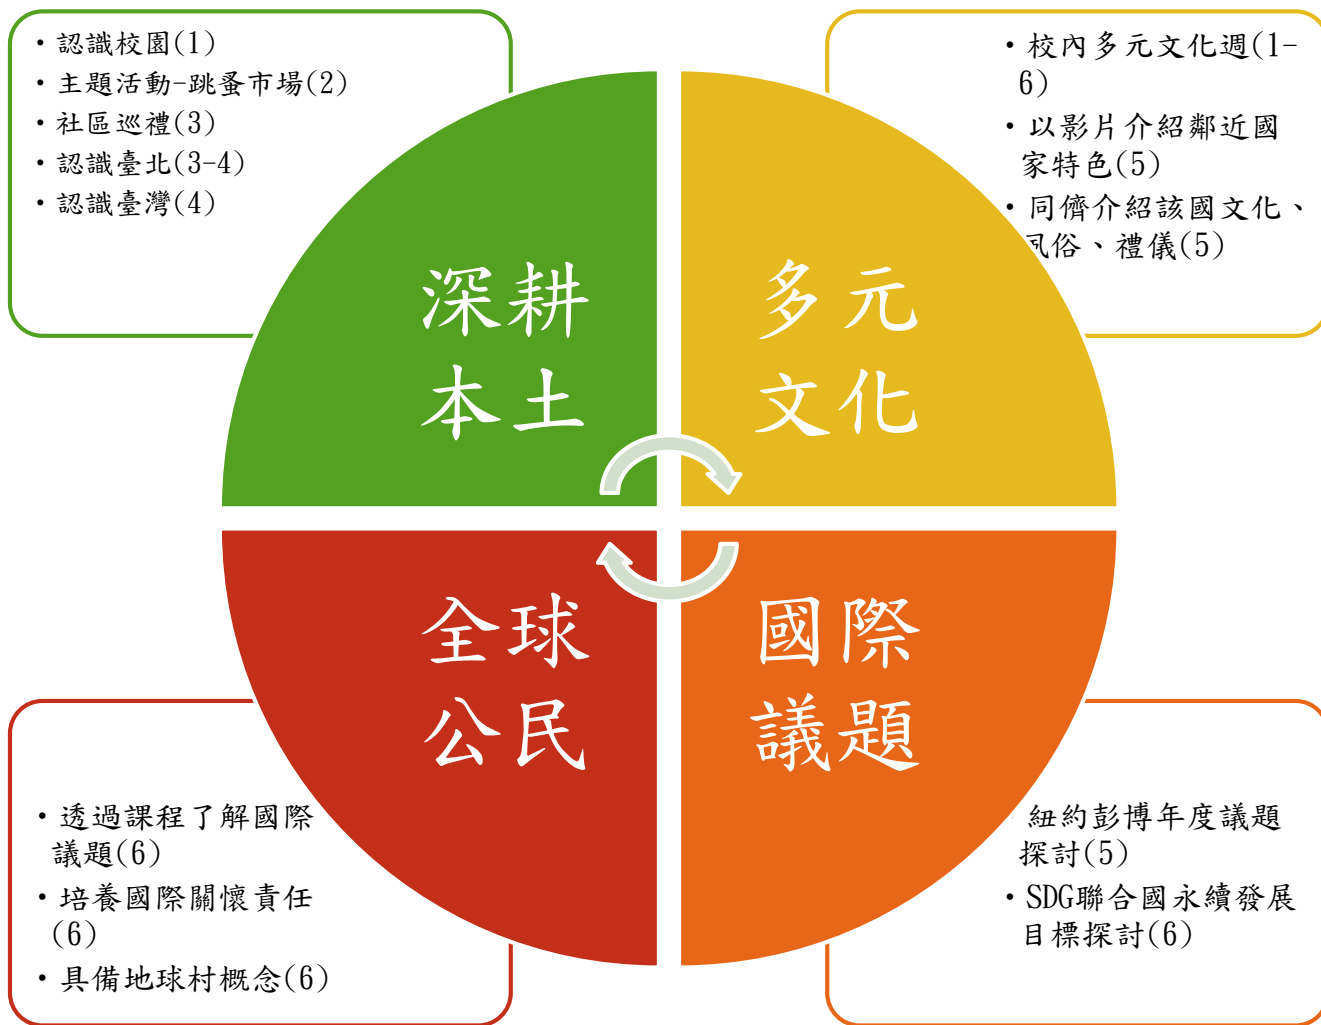 ・認識校園(1)
・主題活動-跳蚤市場(2)
・社區巡禮(3)
・認識臺北(3-4)
・認識臺灣(4)
・校內多元文化週(1-
6)
・以影片介紹鄰近國
家特色(5)
・同儕介紹該國文化、
風俗、禮儀(5)
深耕
本土
多元
文化
全球
公民
國際
議題
・透過課程了解國際
議題(6)
・培養國際關懷責任
(6)
・具備地球村概念(6)
・紐約彭博年度議題
探討(5)
・SDG聯合國永續發展
目標探討(6)